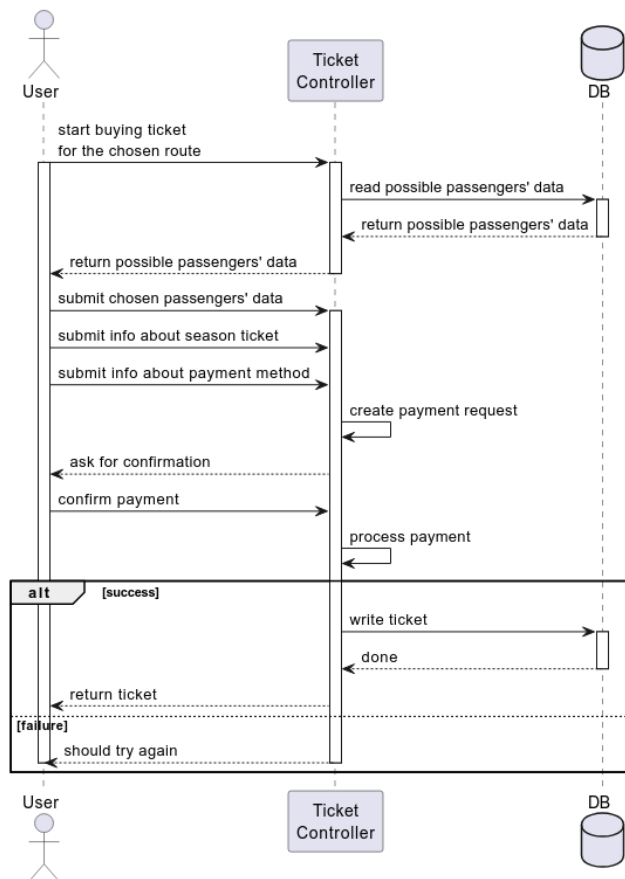 User
Ticket
Controller
DB
start buying ticket
for the chosen route
read possible passengers' data
return possible passengers' data
return possible passengers' data
submit chosen passengers' data
submit info about season ticket
submit info about payment method
create payment request
ask for confirmation
confirm payment
process payment
alt [success]
write ticket
done
return ticket
[failure]
should try again
User
Ticket
Controller
DB